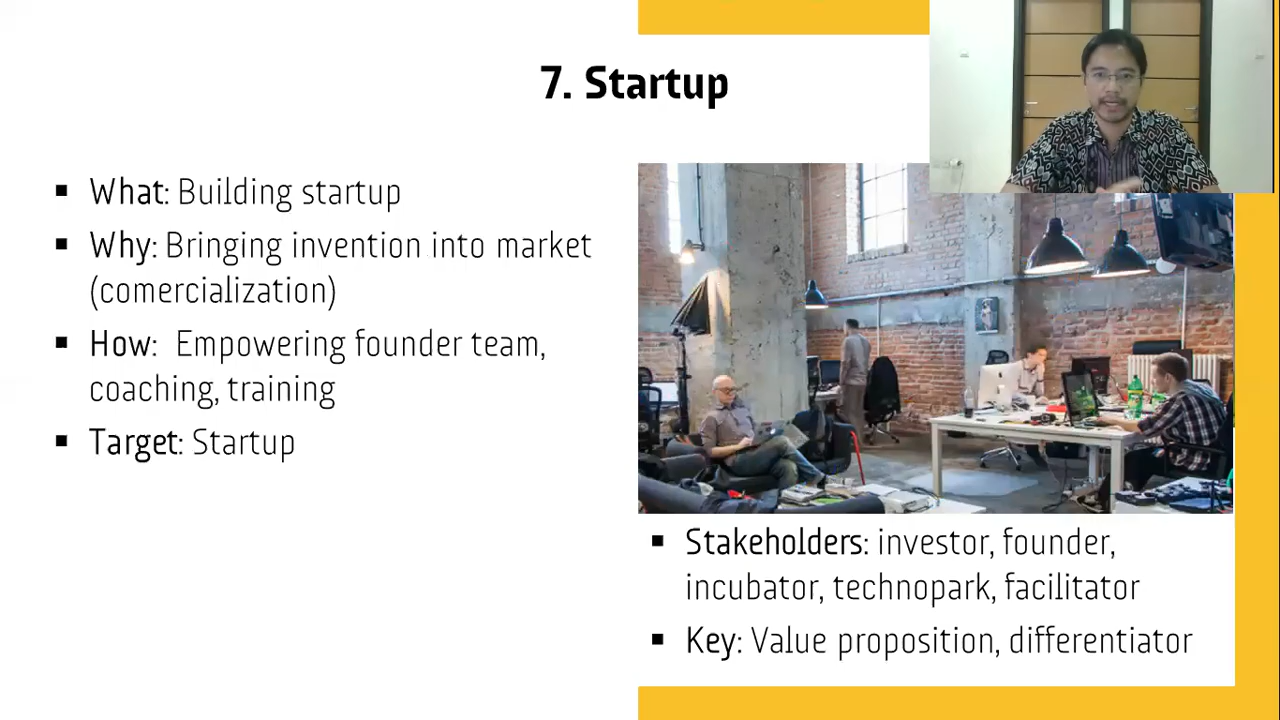 7. Startup
▪ What: Building startup
▪ Why: Bringing invention into market
(comercialization)
▪ How: Empowering founder team,
coaching, training
▪ Target: Startup
▪ Stakeholders: investor, founder,
incubator, technopark, facilitator
▪ Key: Value proposition, differentiator